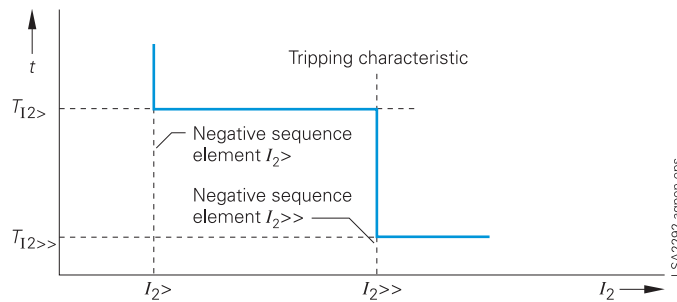 t
Tripping characteristic
TI2>
Negative sequence
element I2>
Negative sequence
element I2>>
TI2>>
I2>
I2>>
I2